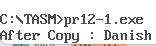 C:\TASM>pr12-1.exe
After Copy : Danish